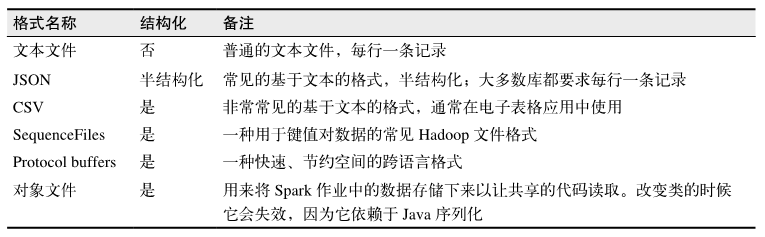 格式名称 结构化 备注
文本文件 否 普通的文本文件，每行一条记录
JSON 半结构化 常见的基于文本的格式，半结构化；大多数库都要求每行一条记录
CSV 是 非常常见的基于文本的格式，通常在电子表格应用中使用
SequenceFiles 是 一种用于键值对数据的常见 Hadoop 文件格式
Protocol buffers 是 一种快速、节约空间的跨语言格式
对象文件 是 用来将 Spark 作业中的数据存储下来以让共享的代码读取。改变类的时候
它会失效，因为它依赖于 Java 序列化